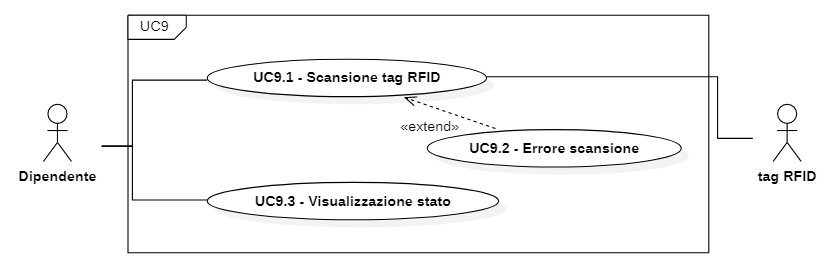 UC9
UC9.1 - Scansione tag RFID
«extend»
UC9.2 - Errore scansione
Dipendente
tag RFID
UC9.3 - Visualizzazione stato